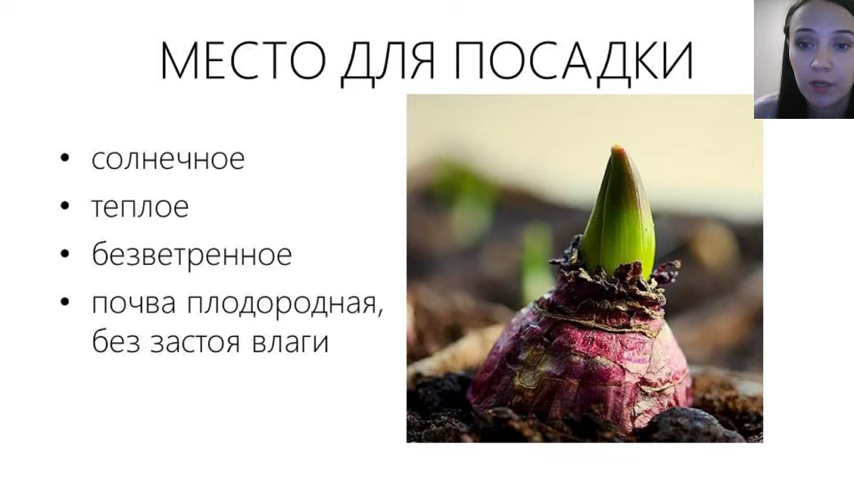 МЕСТО ДЛЯ ПОСАДКИ
• солнечное
• теплое
• безветренное
• почва плодородная,
без застоя влаги